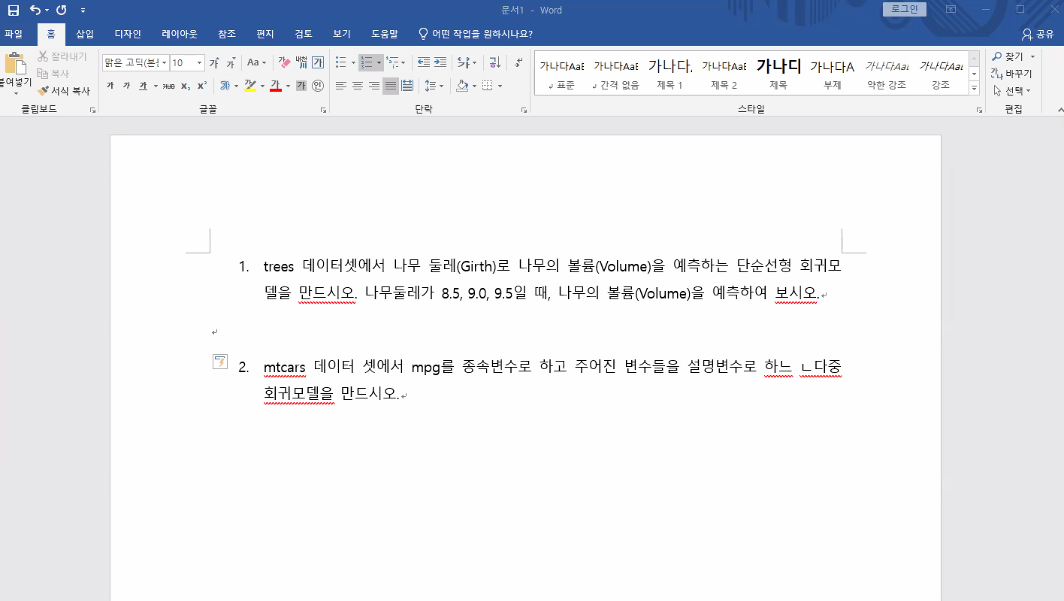 문서1 - Word
로그인
파일 홈 삽입 디자인 레이아웃 참조 편지 검토 보기 도움말 어떤 작업을 원하시나요? 공유
붙여넣기
잘라내기
복사
서식 복사
클립보드
맑은 고딕(본문 10
글꼴
단락
가나다AaB 가나다AaB 가나다. 가나다AaB 가나다 가나다A 가나다AaB 가나다AaB
표준 간격 없음 제목 1 제목 2 제목 부제 약한 강조 강조
스타일
찾기
바꾸기
선택
편집
1. trees 데이터셋에서 나무 둘레(Girth)로 나무의 볼륨(Volume)을 예측하는 단순선형 회귀모
델을 만드시오. 나무둘레가 8.5, 9.0, 9.5일 때, 나무의 볼륨(Volume)을 예측하여 보시오.
2. mtcars 데이터 셋에서 mpg를 종속변수로 하고 주어진 변수들을 설명변수로 하느 ㄴ다중
회귀모델을 만드시오.